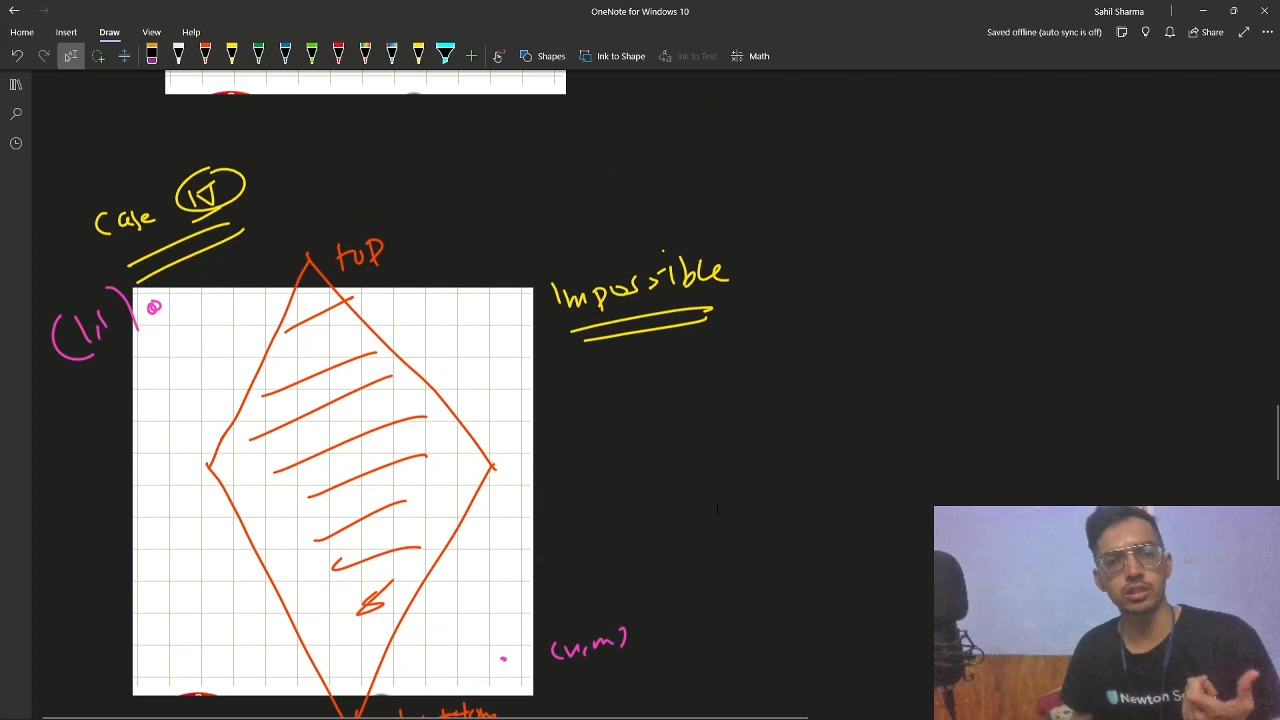 OneNote for Windows 10
Sahil Sharma
Home Insert Draw View Help
Saved offline (auto sync is off)
Share
Shapes
Ink to Shape
Ink to Text
Math
Case IV
top
Impossible
(1,1)
(n,m)
Newton